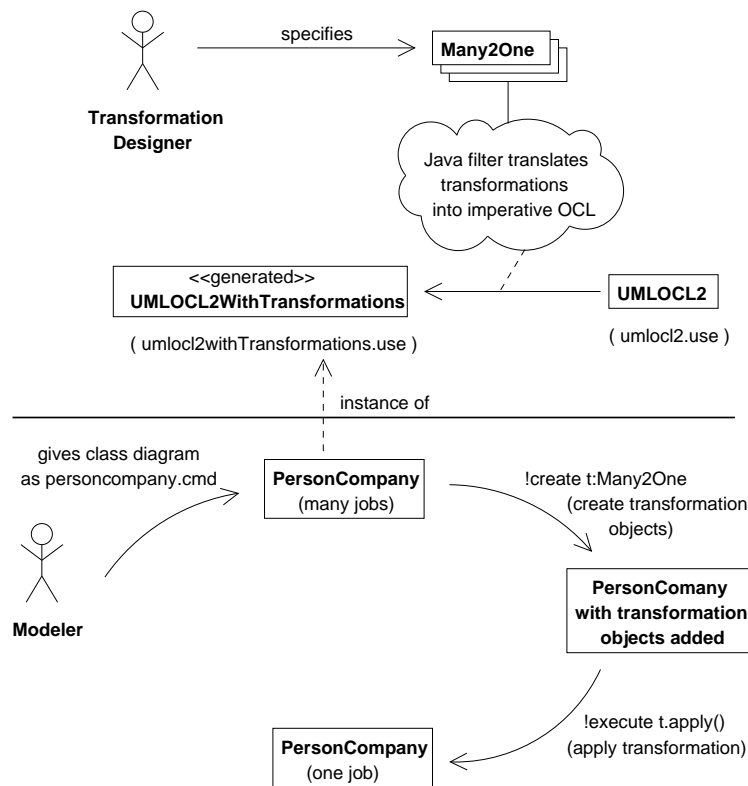 specifies
Many2One
Transformation
Designer
Java filter translates
transformations
into imperative OCL
<<generated>>
UMLOCL2WithTransformations
UMLOCL2
( umlocl2withTransformations.use )
( umlocl2.use )
instance of
gives class diagram
as personcompany.cmd
PersonCompany
(many jobs)
!create t:Many2One
(create transformation
objects)
Modeler
PersonComany
with transformation
objects added
!execute t.apply()
(apply transformation)
PersonCompany
(one job)